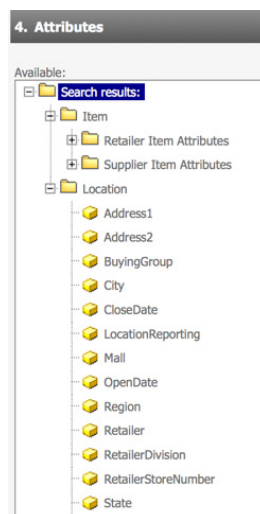 4. Attributes
Available:
Search results:
Item
Retailer Item Attributes
Supplier Item Attributes
Location
Address1
Address2
BuyingGroup
City
CloseDate
LocationReporting
Mall
OpenDate
Region
Retailer
RetailerDivision
RetailerStoreNumber
State